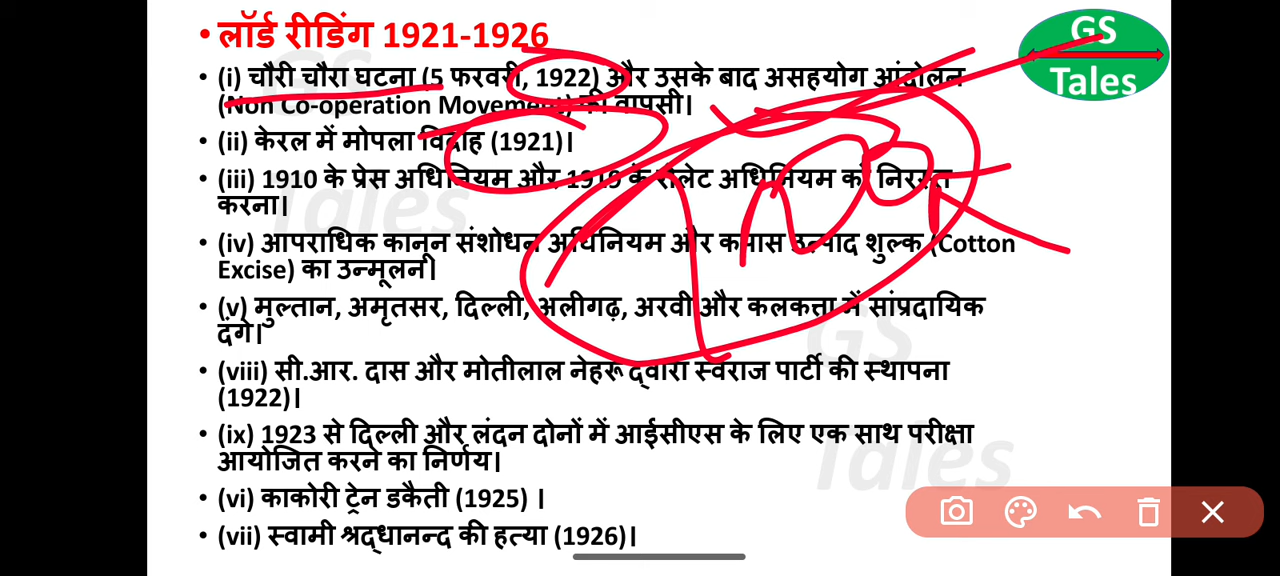 • लॉर्ड रीडिंग 1921-1926
GS
Tales
• (i) चौरी चौरा घटना (5 फरवरी, 1922) और उसके बाद असहयोग आंदोलन
(Non Co-operation Movement) की वापसी।
• (ii) केरल में मोपला विद्रोह (1921)।
• (iii) 1910 के प्रेस अधिनियम और 1919 के रोलेट अधिनियम को निरस्त
करना।
• (iv) आपराधिक कानून संशोधन अधिनियम और कपास उत्पाद शुल्क (Cotton
Excise) का उन्मूलन।
• (v) मुल्तान, अमृतसर, दिल्ली, अलीगढ़, अरवी और कलकत्ता में सांप्रदायिक
दंगे।
• (viii) सी.आर. दास और मोतीलाल नेहरू द्वारा स्वराज पार्टी की स्थापना
(1922)।
• (ix) 1923 से दिल्ली और लंदन दोनों में आईसीएस के लिए एक साथ परीक्षा
आयोजित करने का निर्णय।
• (vi) काकोरी ट्रेन डकैती (1925) ।
• (vii) स्वामी श्रद्धानन्द की हत्या (1926)।
GS
Tales
GS
Tales